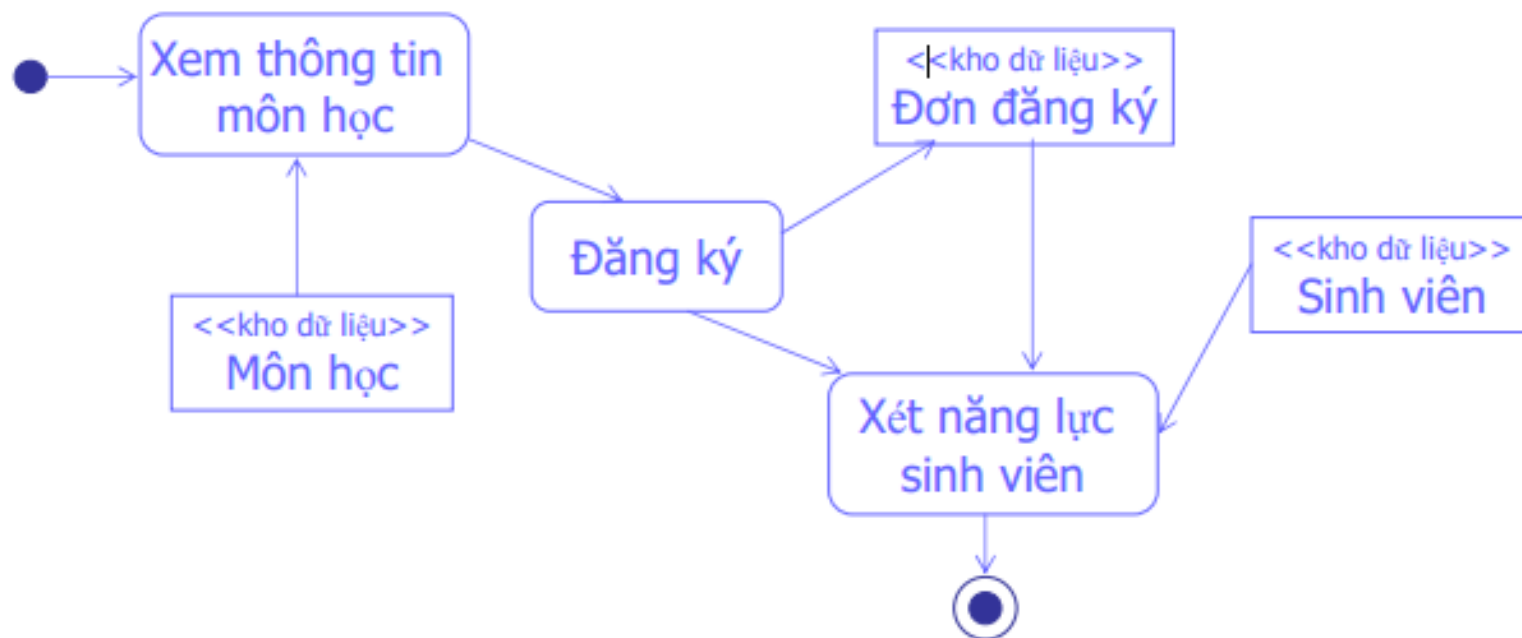 Xem thông tin
môn học
<<kho dữ liệu>>
Đơn đăng ký
Đăng ký
<<kho dữ liệu>>
Sinh viên
<<kho dữ liệu>>
Môn học
Xét năng lực
sinh viên